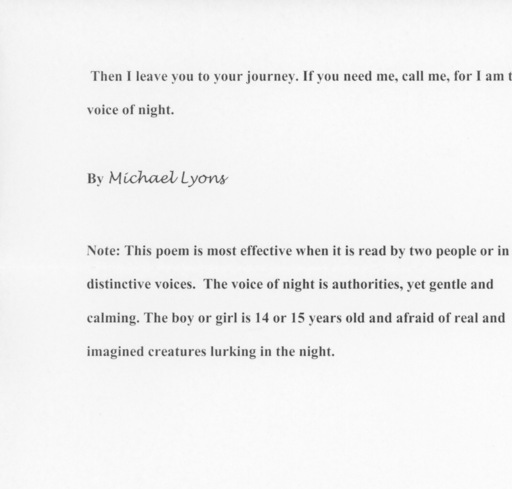 Then I leave you to your journey. If you need me, call me, for I am
voice of night.
By Michael Lyons
Note: This poem is most effective when it is read by two people or in
distinctive voices. The voice of night is authorities, yet gentle and
calming. The boy or girl is 14 or 15 years old and afraid of real and
imagined creatures lurking in the night.